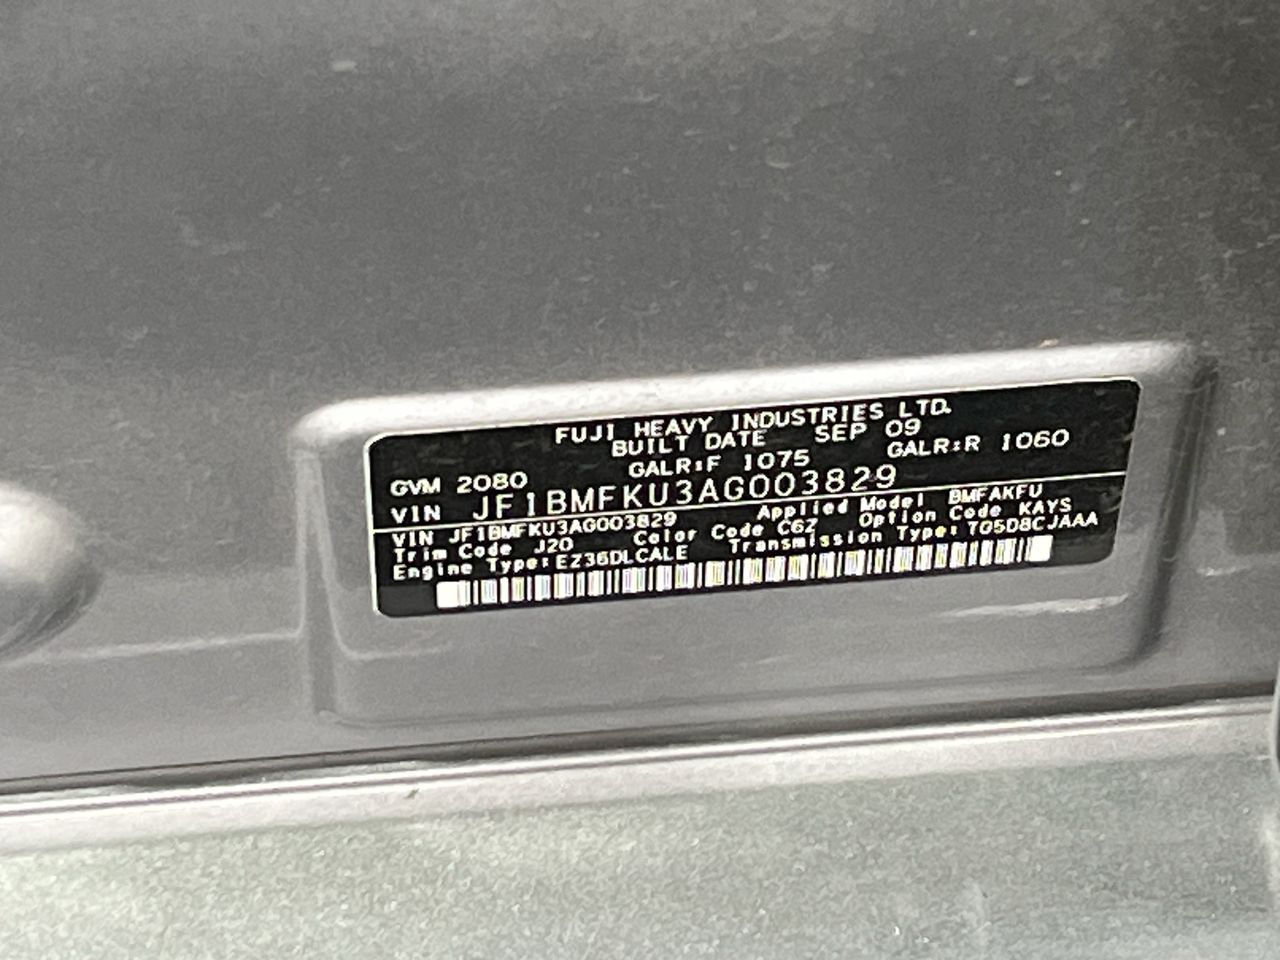 FUJI HEAVY INDUSTRIES LTD.
BUILT DATE SEP 09
GALR:F 1075 GALR:R 1060
GVM 2080
VIN JF1BMFKU3AG003829
VIN JF1BMFKU3AG003829 Applied Model BMFAKFU
Trim Code J20 Color Code C6Z Option Code KAYS
Engine Type:EZ36DLCALE Transmission Type:TG5D8CJAAA